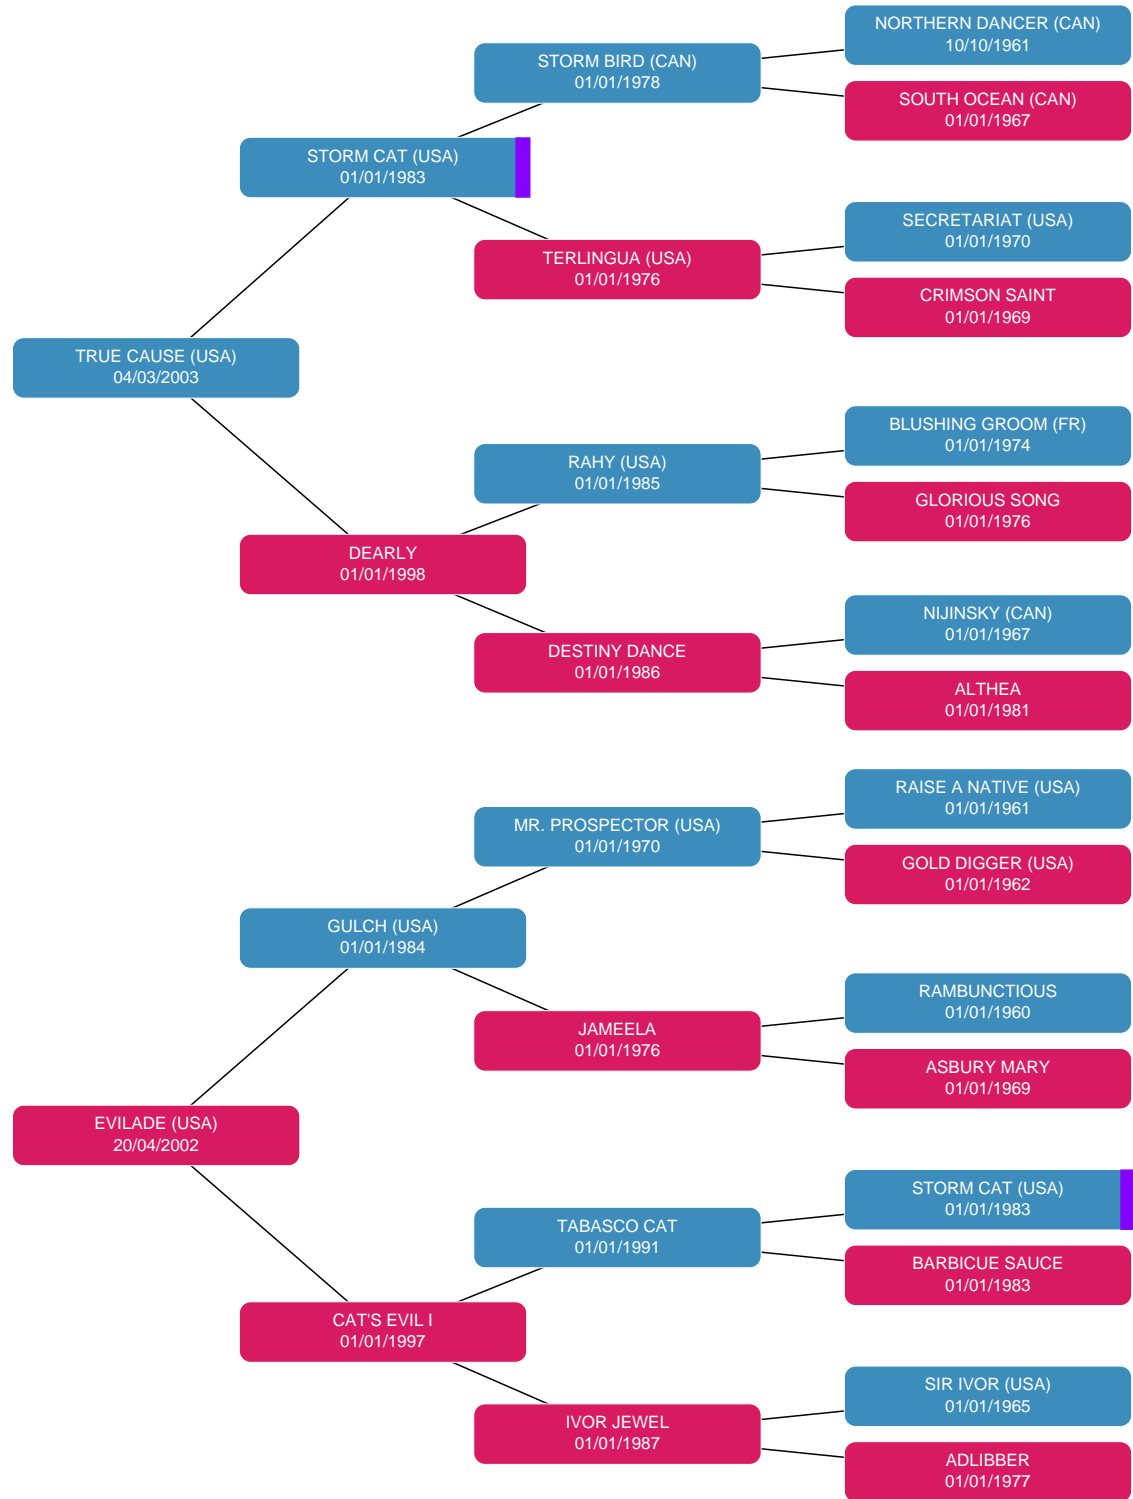 NORTHERN DANCER (CAN)
10/10/1961
STORM BIRD (CAN)
01/01/1978
SOUTH OCEAN (CAN)
01/01/1967
STORM CAT (USA)
01/01/1983
SECRETARIAT (USA)
01/01/1970
TERLINGUA (USA)
01/01/1976
CRIMSON SAINT
01/01/1969
TRUE CAUSE (USA)
04/03/2003
BLUSHING GROOM (FR)
01/01/1974
RAHY (USA)
01/01/1985
GLORIOUS SONG
01/01/1976
DEARLY
01/01/1998
NIJINSKY (CAN)
01/01/1967
DESTINY DANCE
01/01/1986
ALTHEA
01/01/1981
RAISE A NATIVE (USA)
01/01/1961
MR. PROSPECTOR (USA)
01/01/1970
GOLD DIGGER (USA)
01/01/1962
GULCH (USA)
01/01/1984
RAMBUNCTIOUS
01/01/1960
JAMEELA
01/01/1976
ASBURY MARY
01/01/1969
EVILADE (USA)
20/04/2002
STORM CAT (USA)
01/01/1983
TABASCO CAT
01/01/1991
BARBICUE SAUCE
01/01/1983
CAT'S EVIL I
01/01/1997
SIR IVOR (USA)
01/01/1965
IVOR JEWEL
01/01/1987
ADLIBBER
01/01/1977